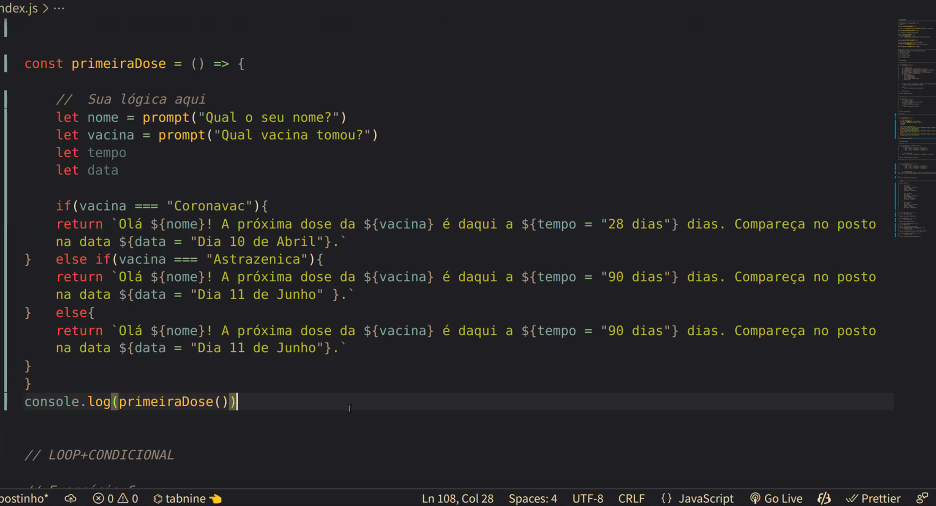 ndex.js > ...
const primeiraDose = () => {
//  Sua lógica aqui
let nome = prompt("Qual o seu nome?")
let vacina = prompt("Qual vacina tomou?")
let tempo
let data
if(vacina === "Coronavac"){
return `Olá ${nome}! A próxima dose da ${vacina} é daqui a ${tempo = "28 dias"} dias. Compareça no posto
na data ${data = "Dia 10 de Abril"}.`
}   else if(vacina === "Astrazenica"){
return `Olá ${nome}! A próxima dose da ${vacina} é daqui a ${tempo = "90 dias"} dias. Compareça no posto
na data ${data = "Dia 11 de Junho" }.`
}   else{
return `Olá ${nome}! A próxima dose da ${vacina} é daqui a ${tempo = "90 dias"} dias. Compareça no posto
na data ${data = "Dia 11 de Junho"}.`
}
}
console.log(primeiraDose())
// LOOP+CONDICIONAL
postinho* 0 0 tabnine Ln 108, Col 28 Spaces: 4 UTF-8 CRLF {} JavaScript Go Live Prettier